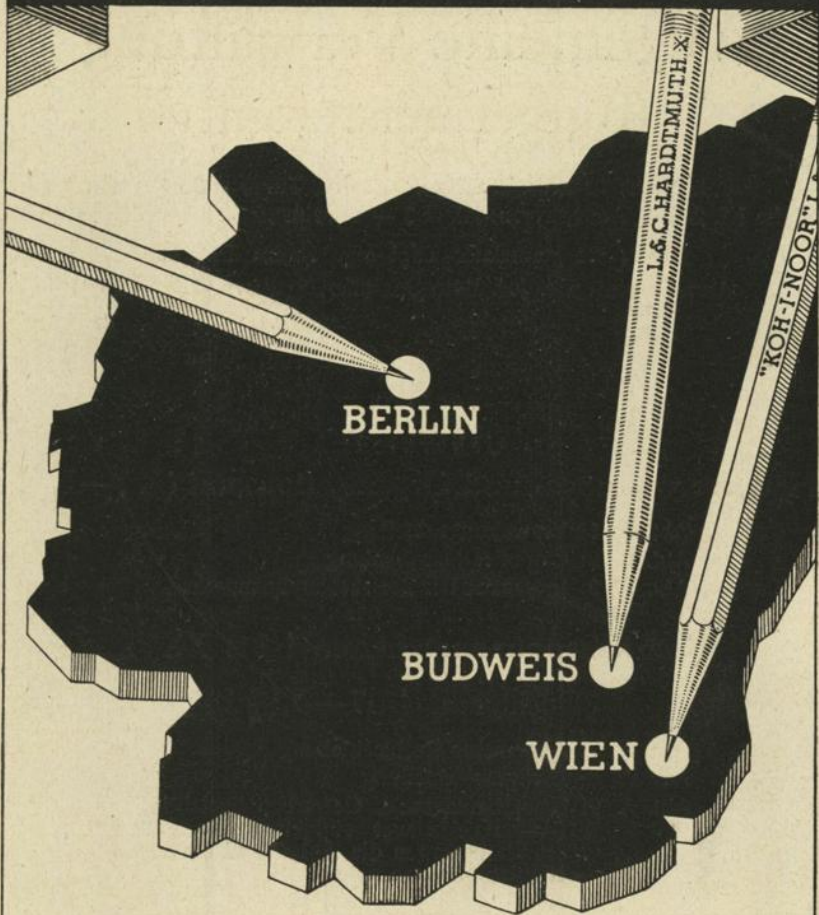 L.&C.HARDTMUTH.X
"KOH-I-NOOR" L.&
BERLIN
BUDWEIS
WIEN